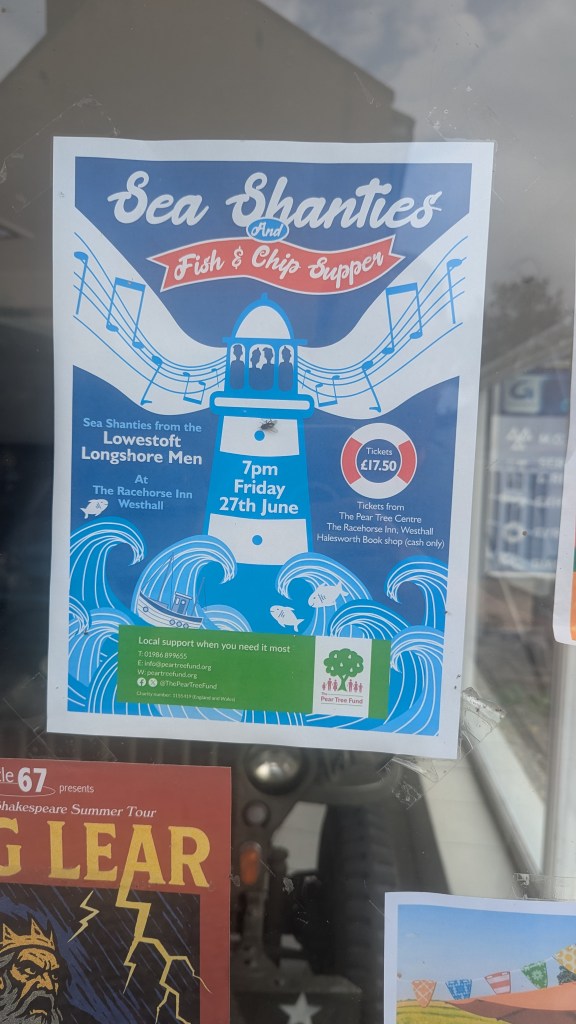 Sea Shanties
And
Fish & Chip Supper
Sea Shanties from the
Lowestoft
Longshore Men
At
The Racehorse Inn
Westhall
7pm
Friday
27th June
Tickets
£17.50
Tickets from
The Pear Tree Centre
The Racehorse Inn, Westhall
Halesworth Book shop (cash only)
Local support when you need it most
T: 01986 899655
E: info@peartreefund.org
W: peartreefund.org
@ThePearTreeFund
Pear Tree Fund
67
presents
Shakespeare Summer Tour
G LEAR